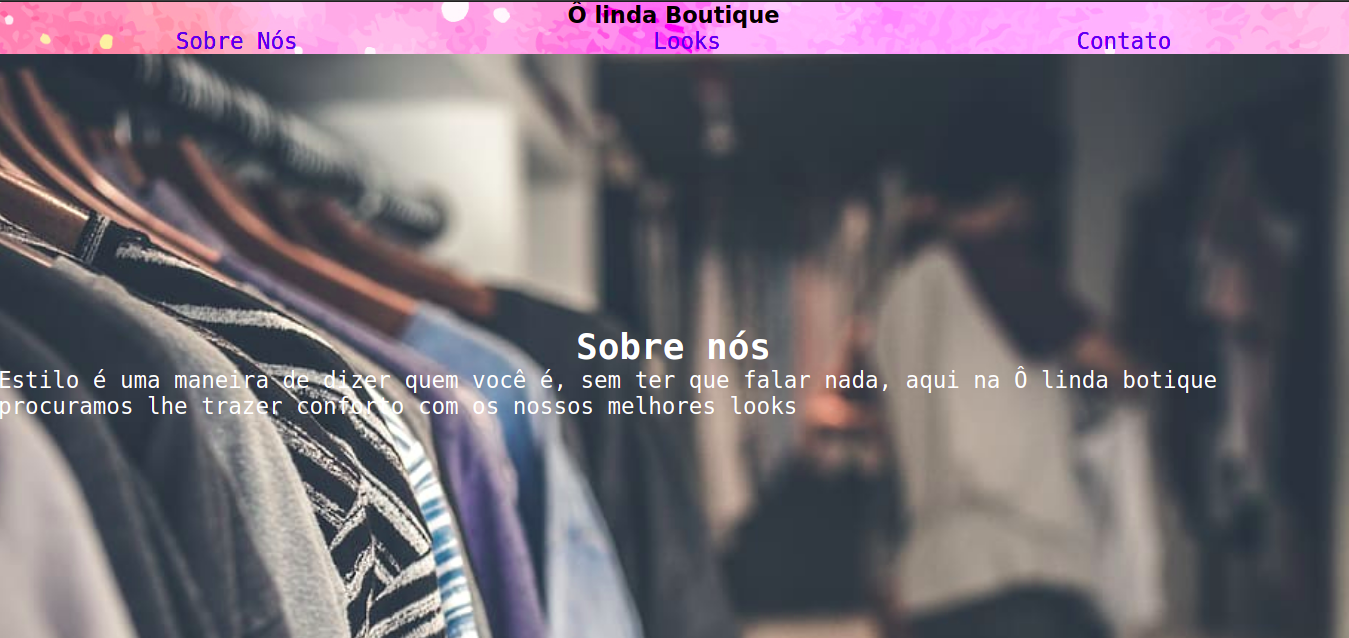 Ô linda Boutique
Sobre Nós Looks Contato
Sobre nós
Estilo é uma maneira de dizer quem você é, sem ter que falar nada, aqui na Ô linda botique
procuramos lhe trazer conforto com os nossos melhores looks